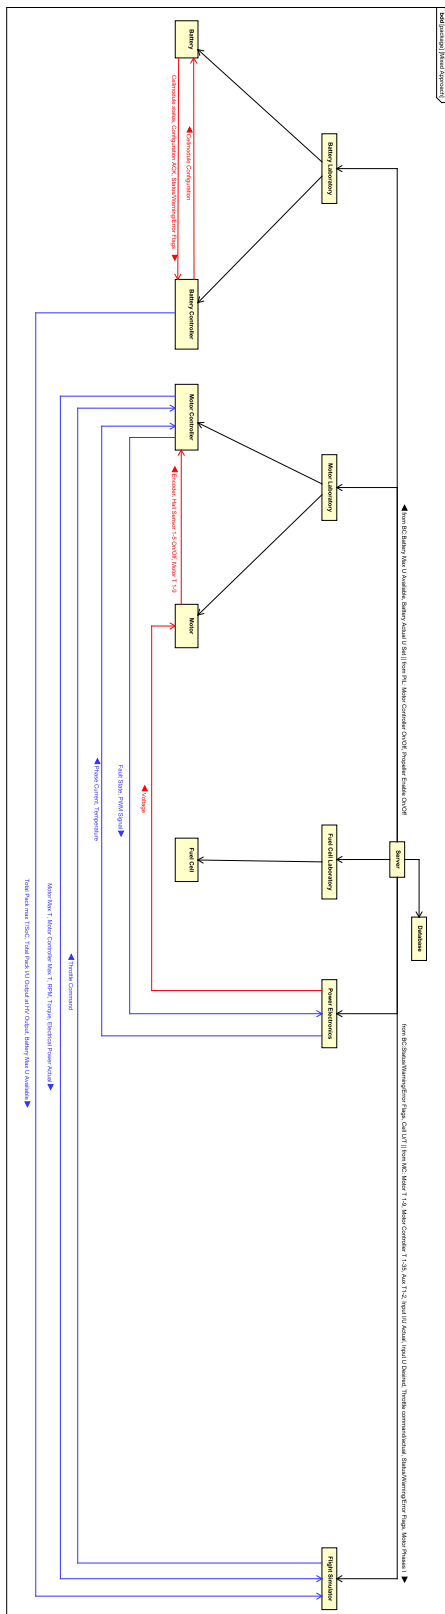 bdd [package] [Mixed Approach]
Server
Database
from BC:Battery Max U Available, Battery Actual U Set || from PIL: Motor Controller On/Off, Propeller Enable On/Off
from BC:Status/Warning/Error Flags, Cell U/T || from MC: Motor T 1-9, Motor Controller T 1-35, Aux T1-2, Input I/U Actual, Input U Desired, Throttle command/actual, Status/Warning/Error Flags, Motor Phases I
Battery Laboratory
Motor Laboratory
Fuel Cell Laboratory
Power Electronics
Flight Simulator
Battery
Battery Controller
Motor Controller
Motor
Fuel Cell
Cellmodule Configuration
Cellmodule status, Configuration ACK, Status/Warning/Error Flags
Encoder, Hall Sensor 1-5 On/Off, Motor T 1-9
Voltage
Fault State, PWM Signal
Phase Current, Temperature
Throttle Command
Motor Max T, Motor Controller Max T, RPM, Torque, Electrical Power Actual
Total Pack max T/SoC, Total Pack I/U Output at HV Output, Battery Max U Available